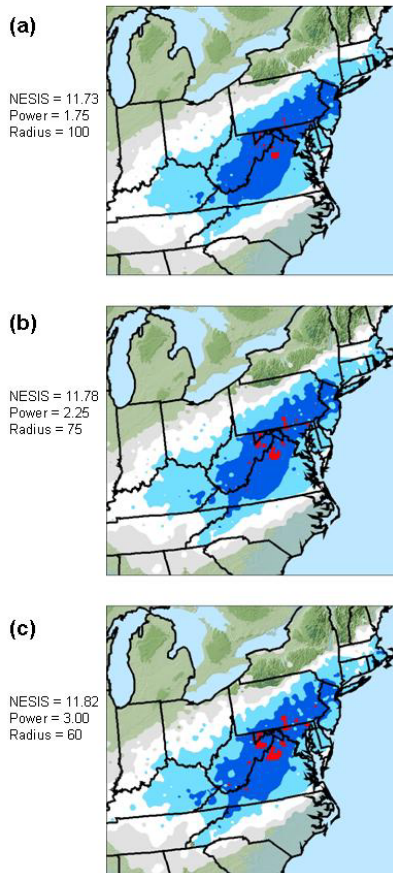 (a)
NESIS = 11.73
Power = 1.75
Radius = 100
(b)
NESIS = 11.78
Power = 2.25
Radius = 75
(c)
NESIS = 11.82
Power = 3.00
Radius = 60